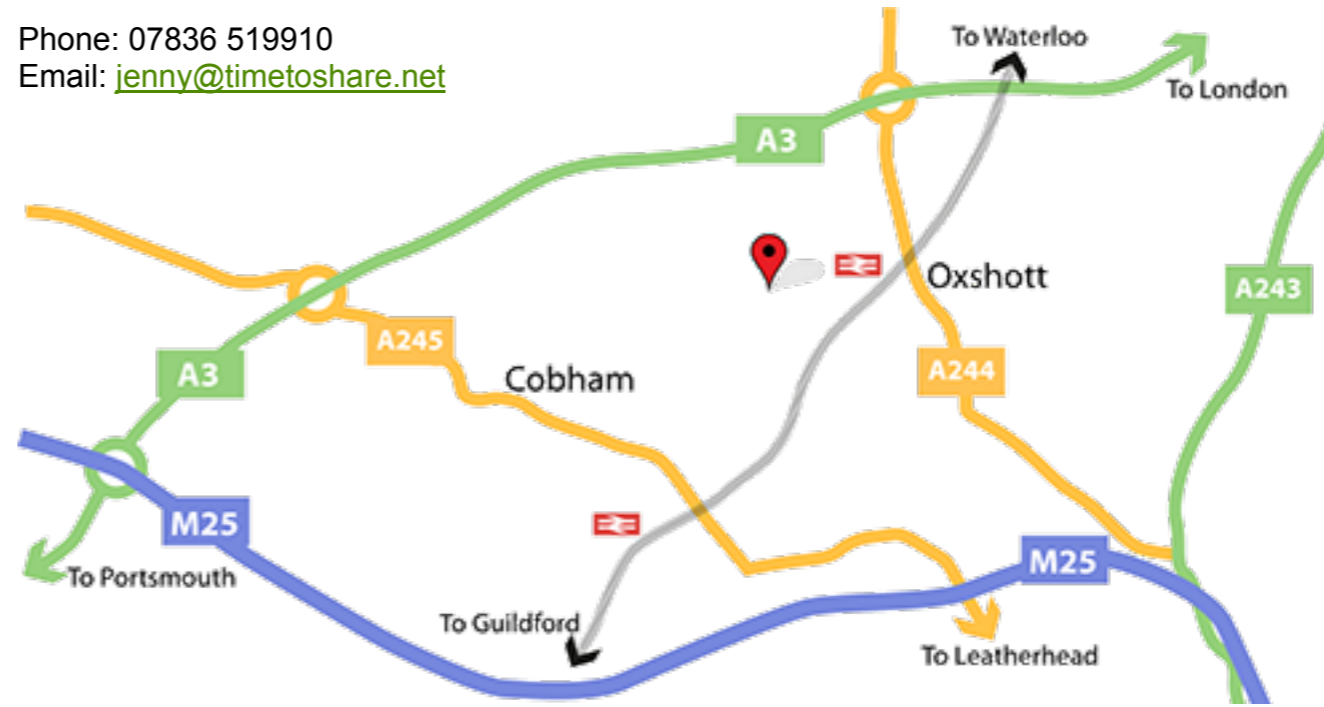 Phone: 07836 519910
Email: jenny@timetoshare.net
To Waterloo
To London
A3
Oxshott
A243
A245
A3
Cobham
A244
M25
M25
To Portsmouth
To Guildford
To Leatherhead